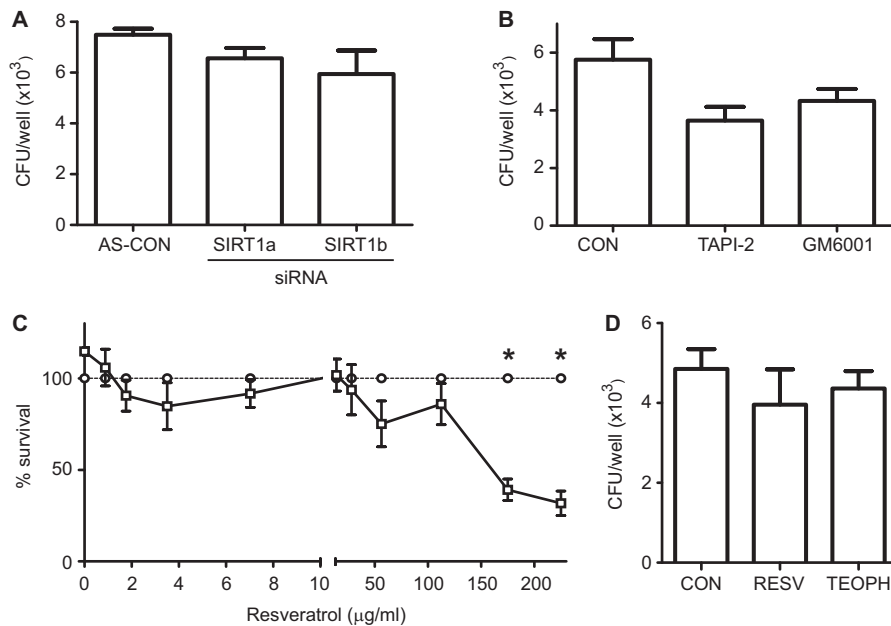 A
CFU/well (x10³)
8
6
4
2
0
AS-CON SIRT1a SIRT1b
siRNA
B
CFU/well (x10³)
6
4
2
0
CON TAPI-2 GM6001
C
% survival
100
50
0
* *
0 2 4 6 8 10 50 100 150 200
Resveratrol (µg/ml)
D
CFU/well (x10³)
6
4
2
0
CON RESV TEOPH